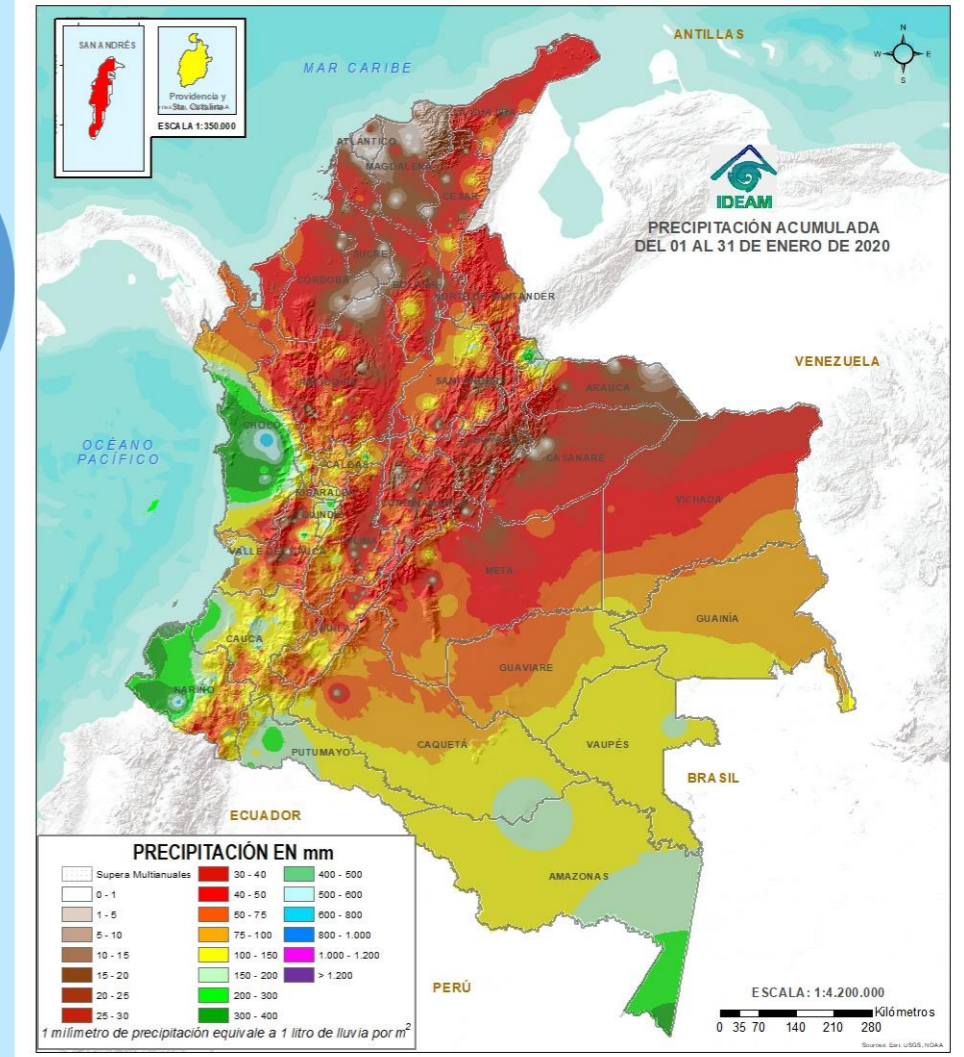 SAN ANDRÉS
Providencia y
Sta. Catalina
ESCALA 1:350.000
MAR CARIBE
ANTILLAS
N
W
E
S
IDEAM
PRECIPITACIÓN ACUMULADA
DEL 01 AL 31 DE ENERO DE 2020
ATLÁNTICO
MAGDALENA
CESAR
SUCRE
CÓRDOBA
NORTE DE SANTANDER
VENEZUELA
ARAUCA
SANTANDER
OCÉANO
PACÍFICO
CHOCÓ
CASANARE
CALDAS
RISARALDA
VICHADA
VALLE DEL CAUCA
META
GUAINÍA
CAUCA
GUAVIARE
NARIÑO
CAQUETÁ
VAUPÉS
PUTUMAYO
BRASIL
ECUADOR
AMAZONAS
PERÚ
PRECIPITACIÓN EN mm
Supera Multianuales
0 - 1
1 - 5
5 - 10
10 - 15
15 - 20
20 - 25
25 - 30
30 - 40
40 - 50
50 - 75
75 - 100
100 - 150
150 - 200
200 - 300
300 - 400
400 - 500
500 - 600
600 - 800
800 - 1.000
1.000 - 1.200
> 1.200
1 milímetro de precipitación equivale a 1 litro de lluvia por m²
ESCALA: 1:4.200.000
Kilómetros
0 35 70 140 210 280
Sources: Esri, USGS, NOAA